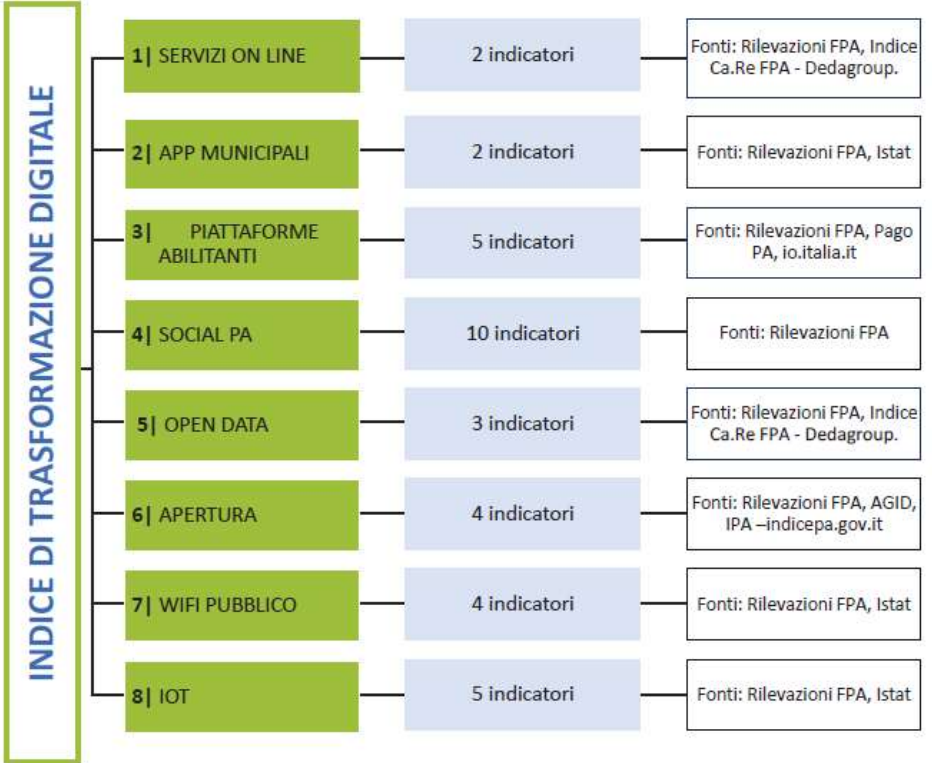 INDICE DI TRASFORMAZIONE DIGITALE
1| SERVIZI ON LINE
2 indicatori
Fonti: Rilevazioni FPA, Indice
Ca.Re FPA - Dedagroup.
2| APP MUNICIPALI
2 indicatori
Fonti: Rilevazioni FPA, Istat
3| PIATTAFORME
ABILITANTI
5 indicatori
Fonti: Rilevazioni FPA, Pago
PA, io.italia.it
4| SOCIAL PA
10 indicatori
Fonti: Rilevazioni FPA
5| OPEN DATA
3 indicatori
Fonti: Rilevazioni FPA, Indice
Ca.Re FPA - Dedagroup.
6| APERTURA
4 indicatori
Fonti: Rilevazioni FPA, AGID,
IPA –indicepa.gov.it
7| WIFI PUBBLICO
4 indicatori
Fonti: Rilevazioni FPA, Istat
8| IOT
5 indicatori
Fonti: Rilevazioni FPA, Istat